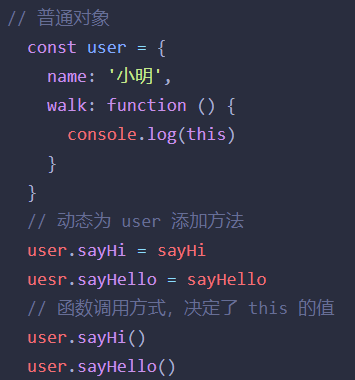 // 普通对象
const user = {
name: '小明',
walk: function () {
console.log(this)
}
}
// 动态为 user 添加方法
user.sayHi = sayHi
uesr.sayHello = sayHello
// 函数调用方式，决定了 this 的值
user.sayHi()
user.sayHello()